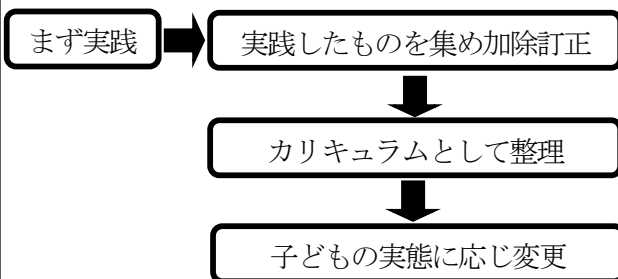 まず実践
実践したものを集め加除訂正
カリキュラムとして整理
子どもの実態に応じ変更